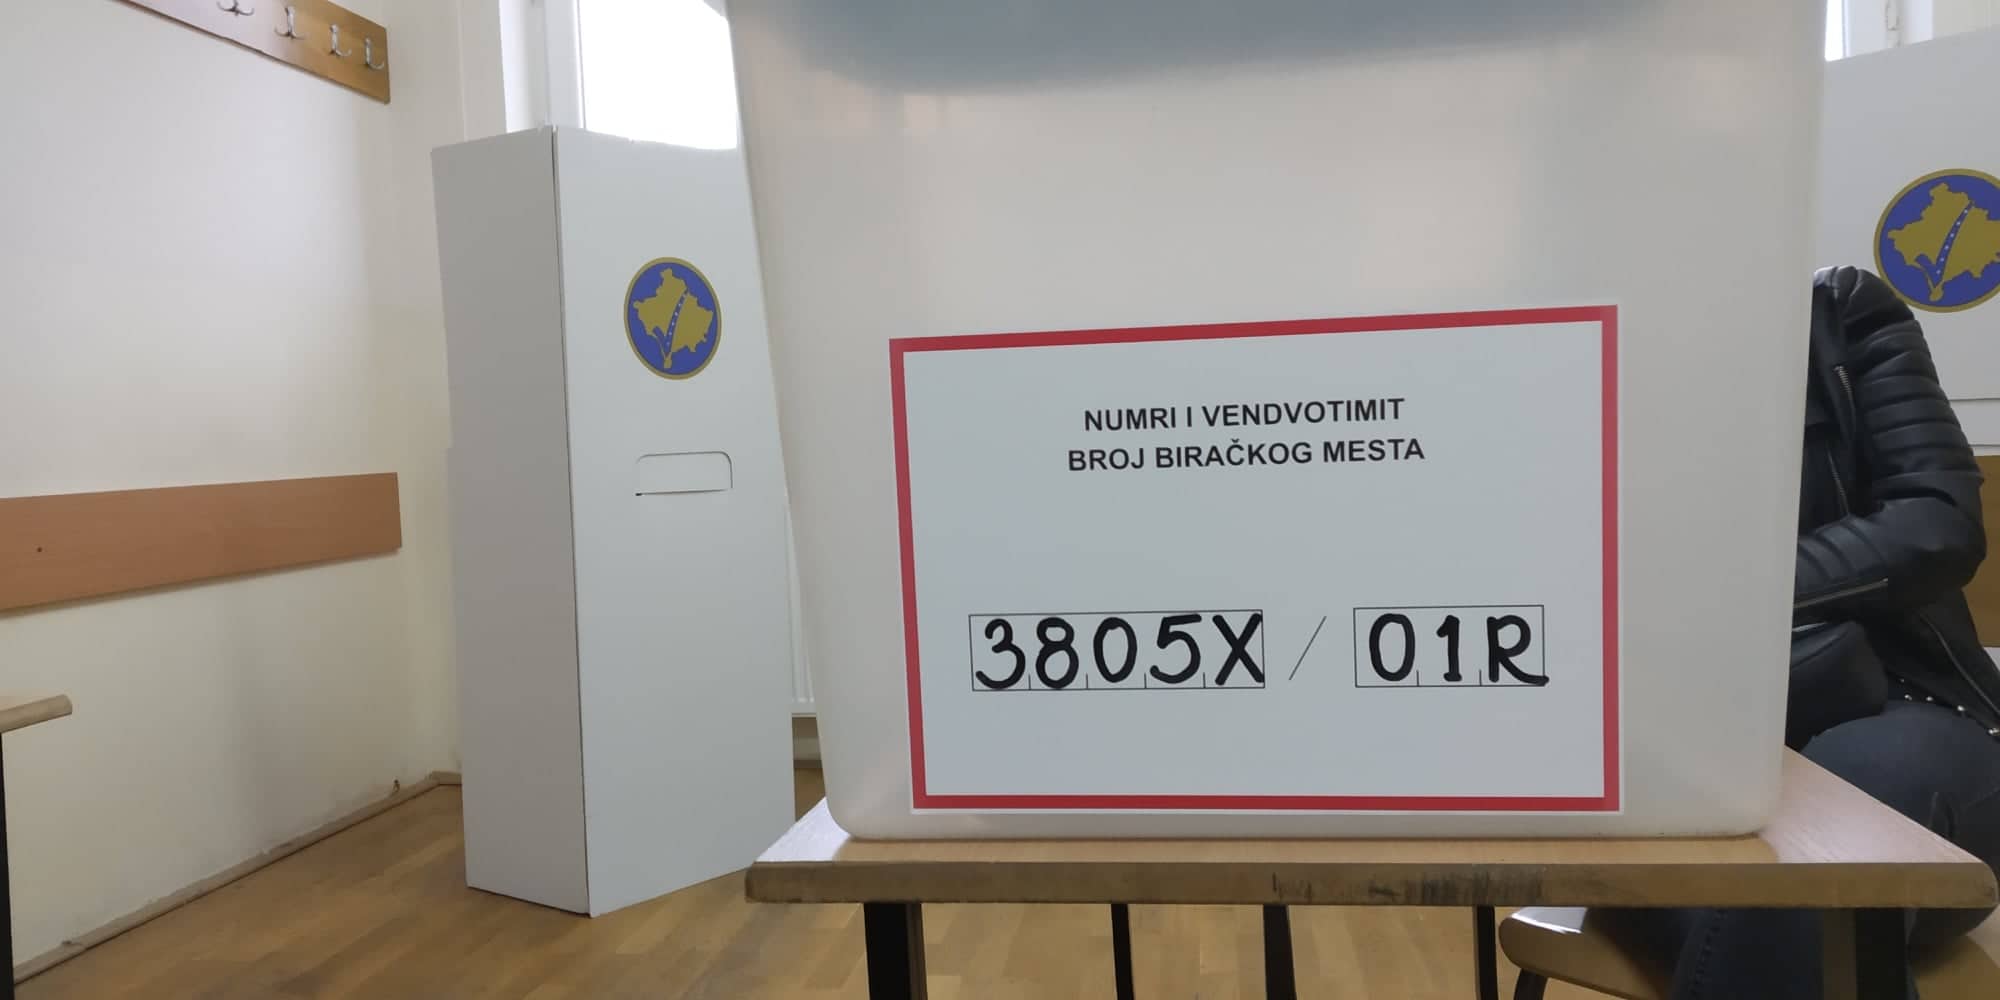 NUMRI I VENDVOTIMIT
BROJ BIRAČKOG MESTA
3805X / 01R